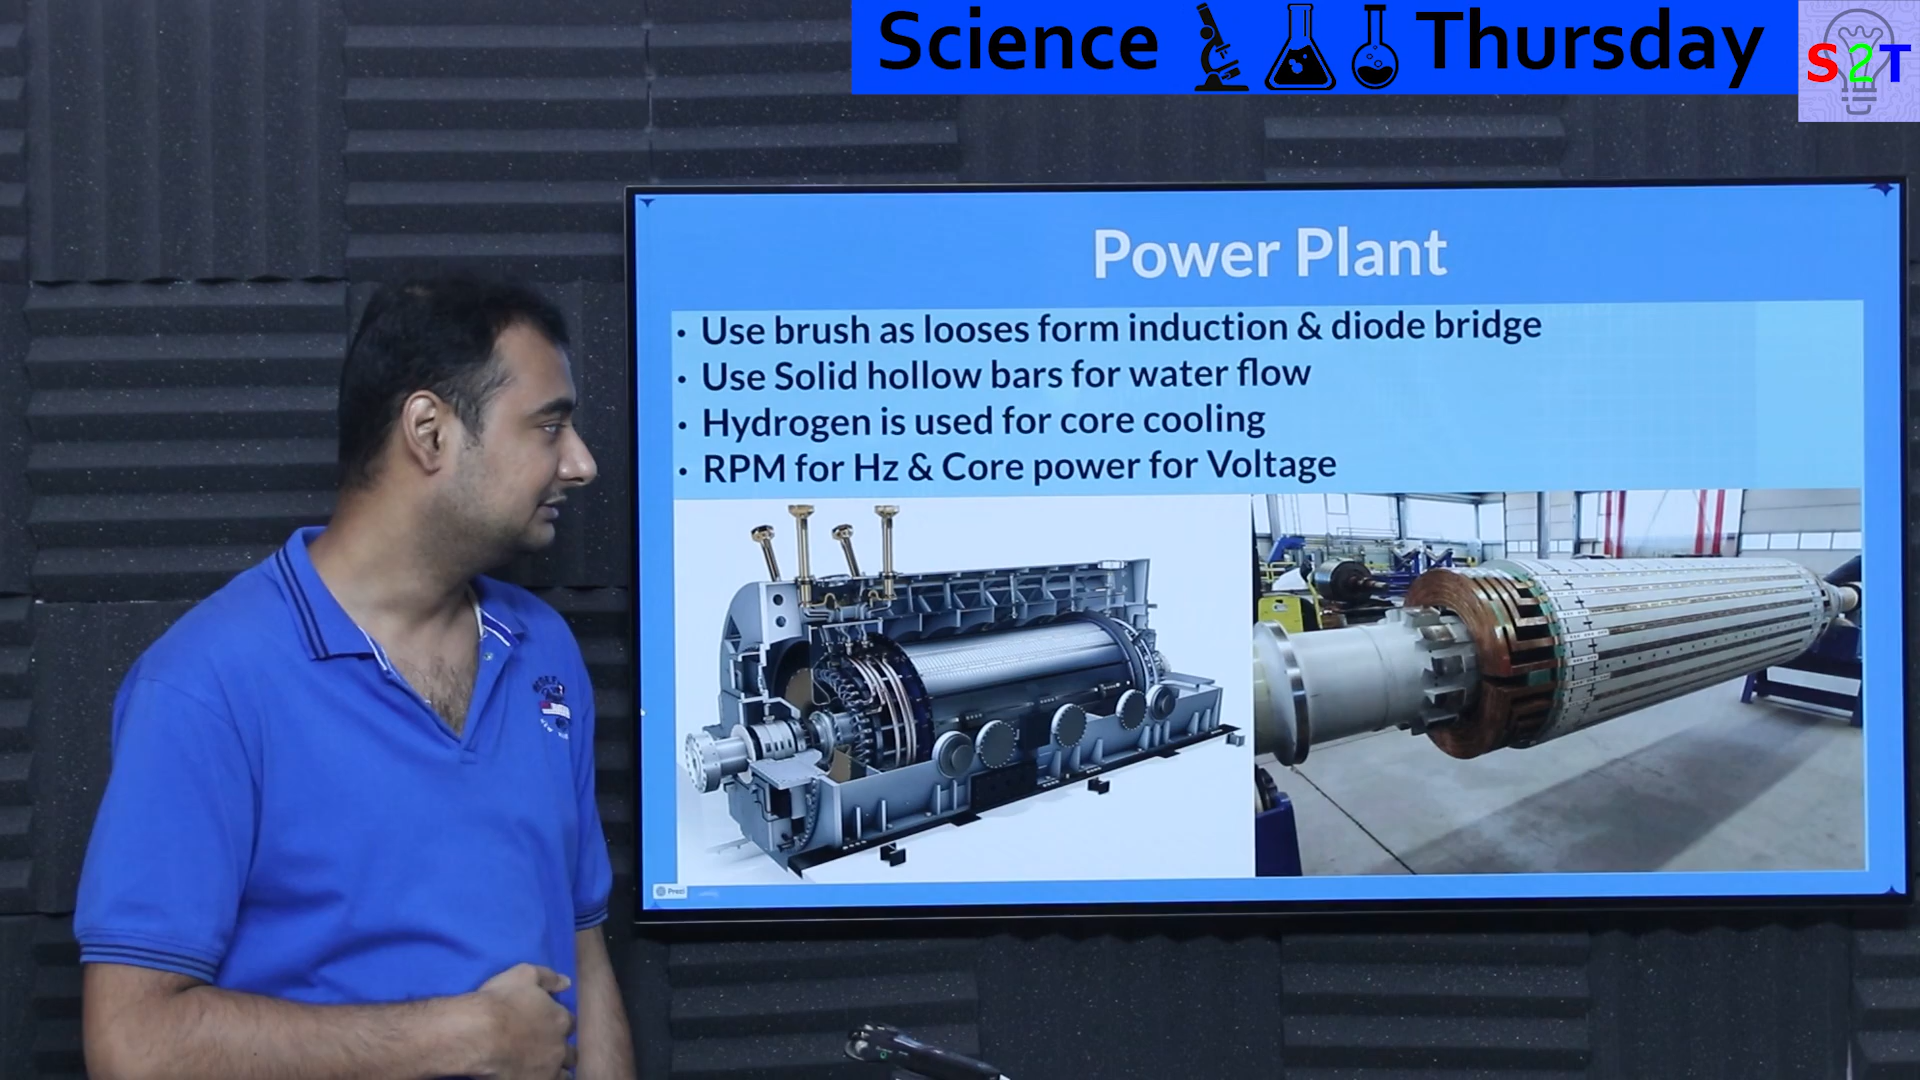 Science Thursday
S2T
Power Plant
• Use brush as looses form induction & diode bridge
• Use Solid hollow bars for water flow
• Hydrogen is used for core cooling
• RPM for Hz & Core power for Voltage
Prezi